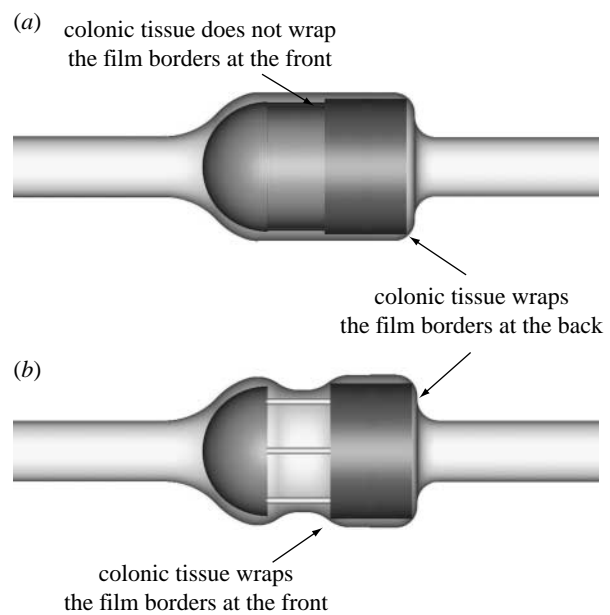 (a)
colonic tissue does not wrap
the film borders at the front
colonic tissue wraps
the film borders at the back
(b)
colonic tissue wraps
the film borders at the front